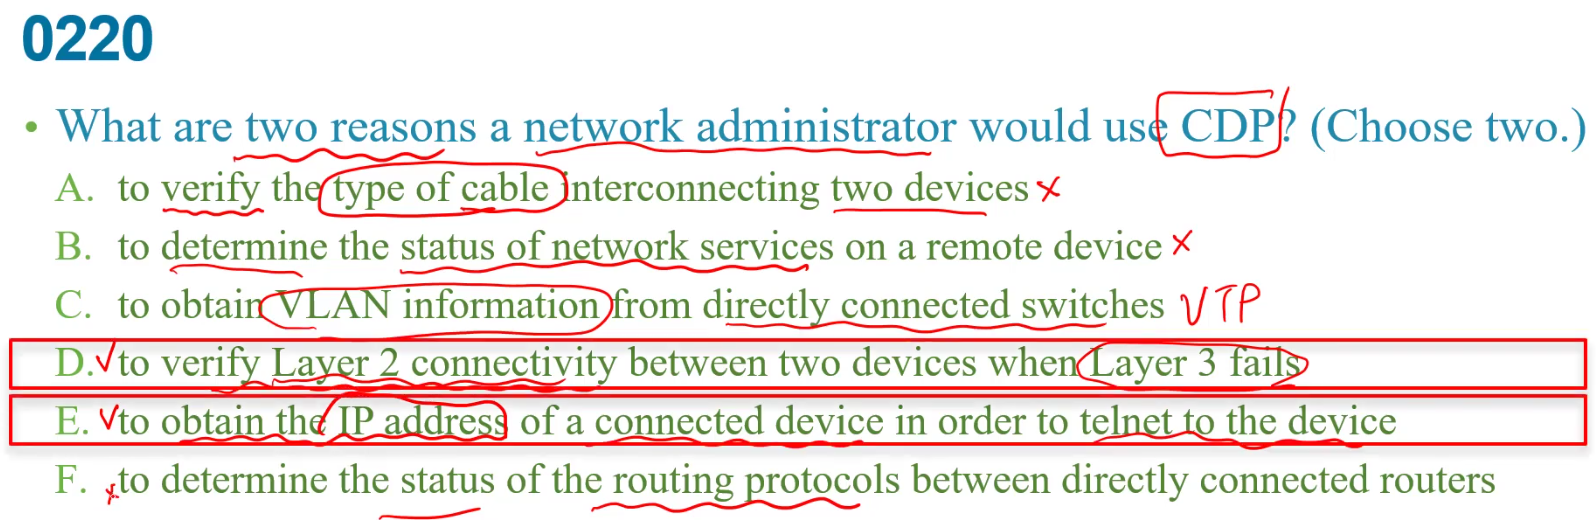 0220
• What are two reasons a network administrator would use CDP? (Choose two.)
A. to verify the type of cable interconnecting two devices ×
B. to determine the status of network services on a remote device ×
C. to obtain VLAN information from directly connected switches VTP
D. ✓ to verify Layer 2 connectivity between two devices when Layer 3 fails
E. ✓ to obtain the IP address of a connected device in order to telnet to the device
F. × to determine the status of the routing protocols between directly connected routers